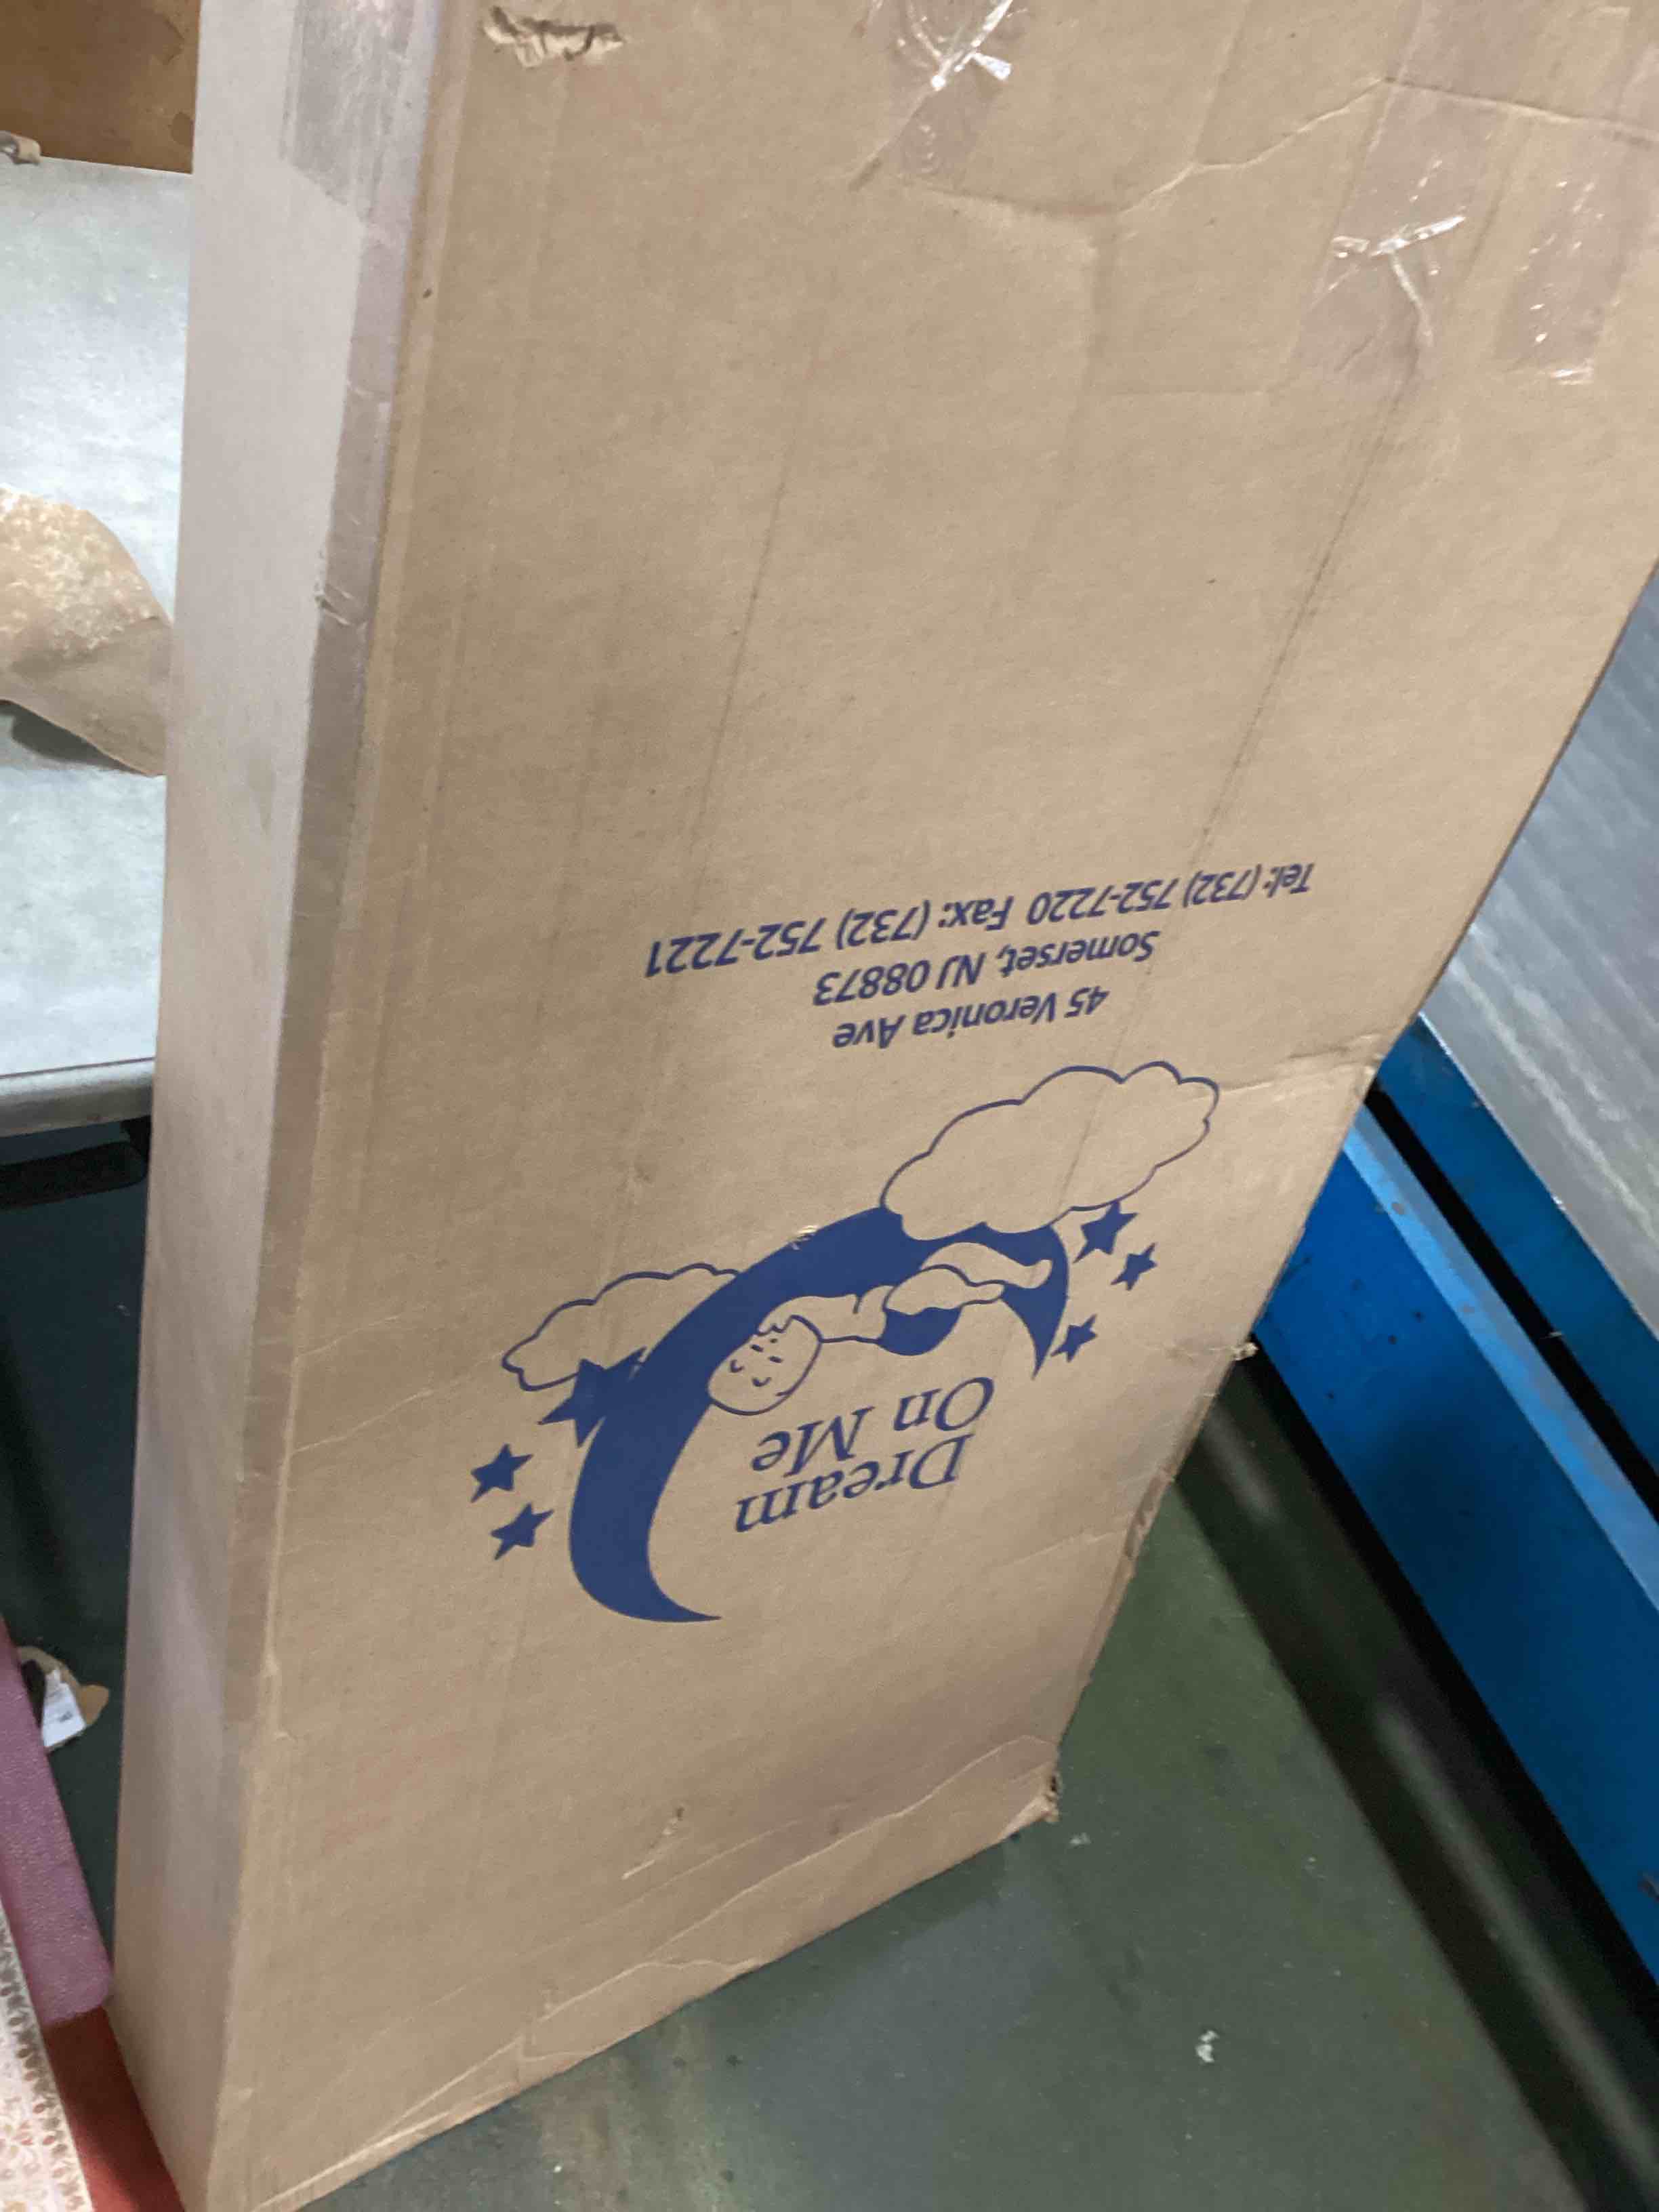 Dream
On Me
45 Veronica Ave
Somerset, NJ 08873
Tel: (732) 752-7220 Fax: (732) 752-7221